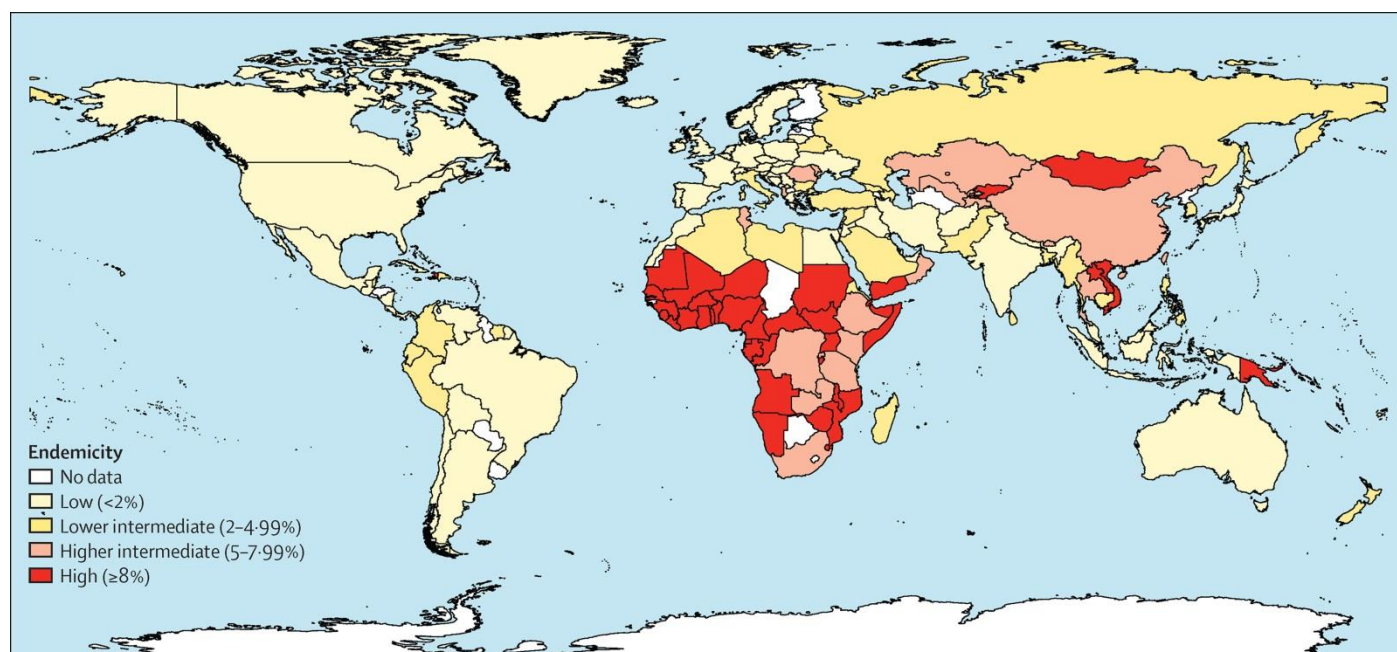 Endemicity
No data
Low (<2%)
Lower intermediate (2–4·99%)
Higher intermediate (5–7·99%)
High (≥8%)